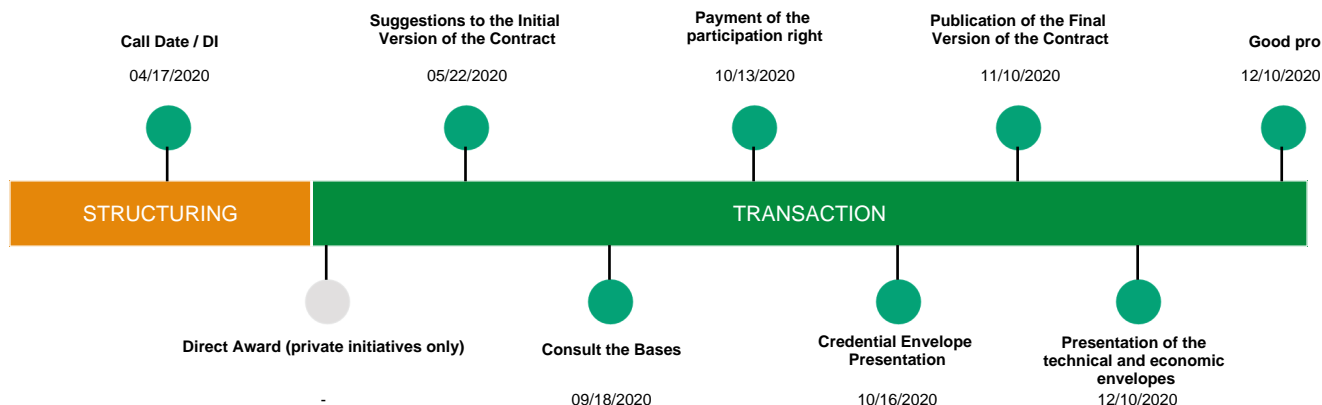 Call Date / DI
04/17/2020
Suggestions to the Initial
Version of the Contract
05/22/2020
Payment of the
participation right
10/13/2020
Publication of the Final
Version of the Contract
11/10/2020
Good pro
12/10/2020
STRUCTURING
TRANSACTION
Direct Award (private initiatives only)
-
Consult the Bases
09/18/2020
Credential Envelope
Presentation
10/16/2020
Presentation of the
technical and economic
envelopes
12/10/2020